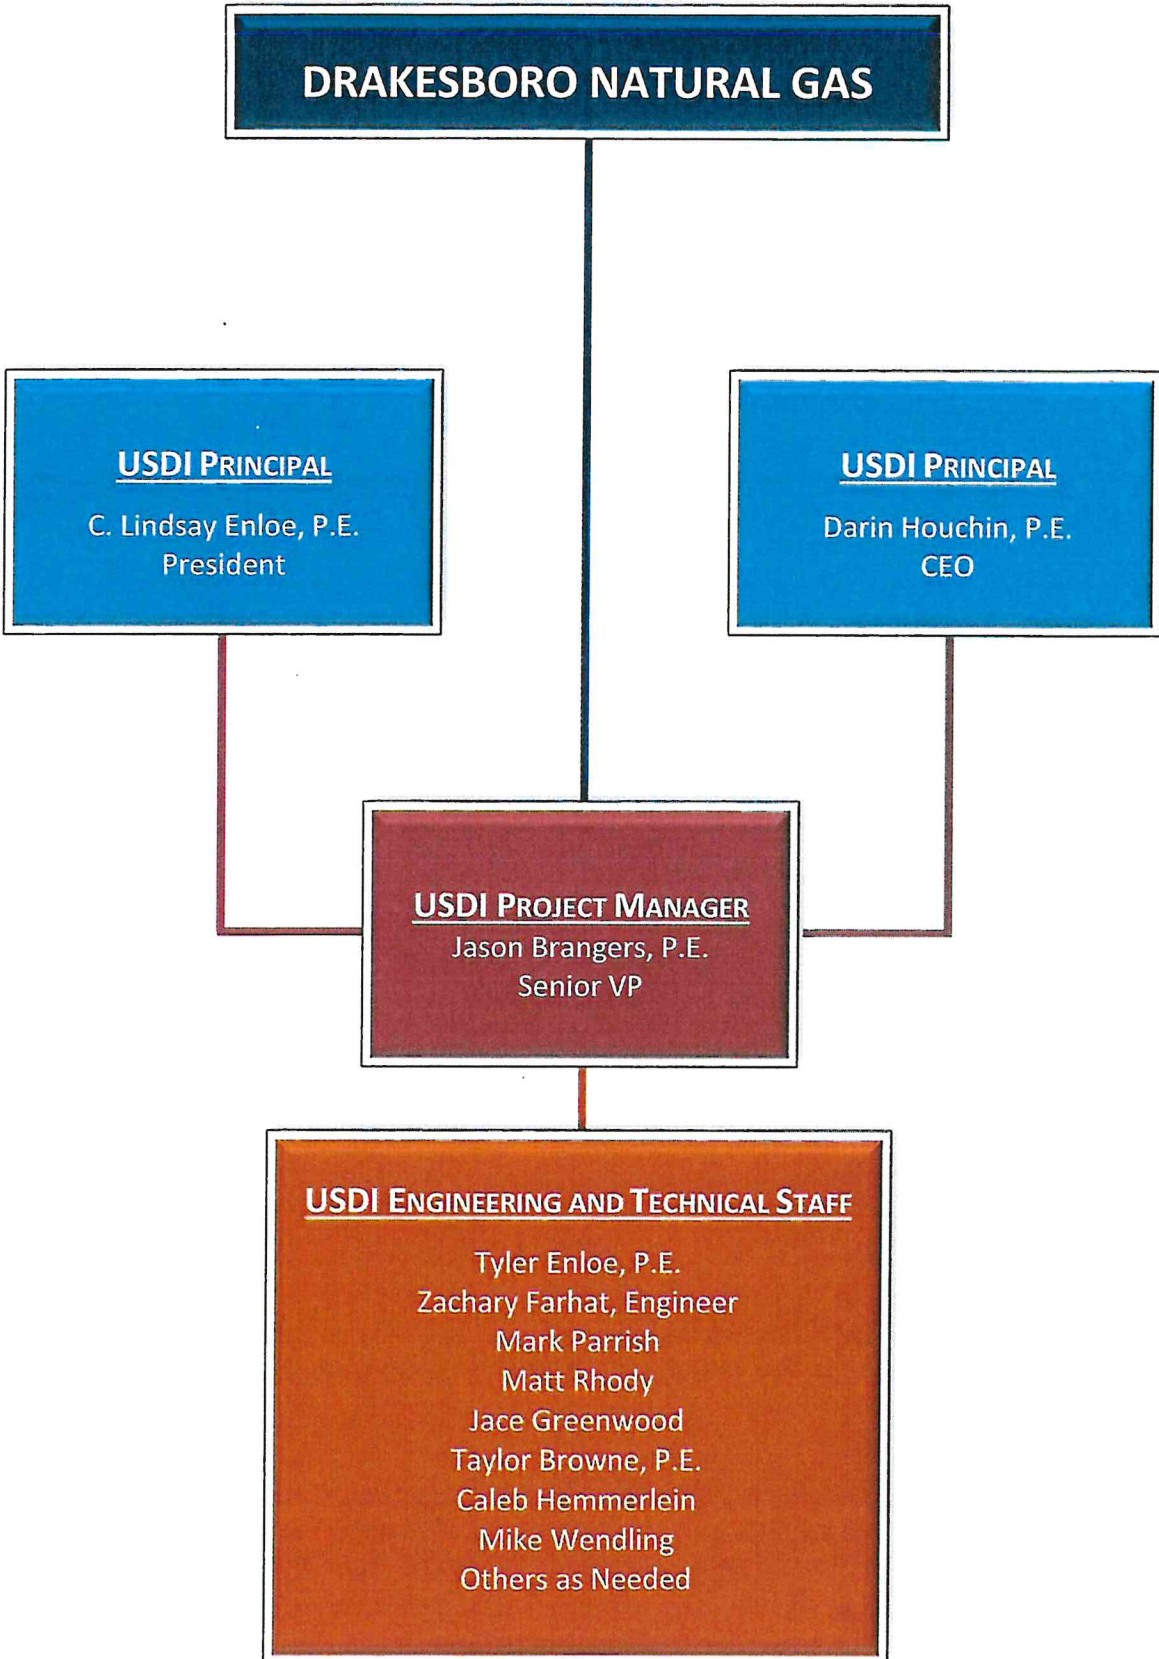 DRAKESBORO NATURAL GAS
USDI PRINCIPAL
C. Lindsay Enloe, P.E.
President
USDI PRINCIPAL
Darin Houchin, P.E.
CEO
USDI PROJECT MANAGER
Jason Brangers, P.E.
Senior VP
USDI ENGINEERING AND TECHNICAL STAFF
Tyler Enloe, P.E.
Zachary Farhat, Engineer
Mark Parrish
Matt Rhody
Jace Greenwood
Taylor Browne, P.E.
Caleb Hemmerlein
Mike Wendling
Others as Needed